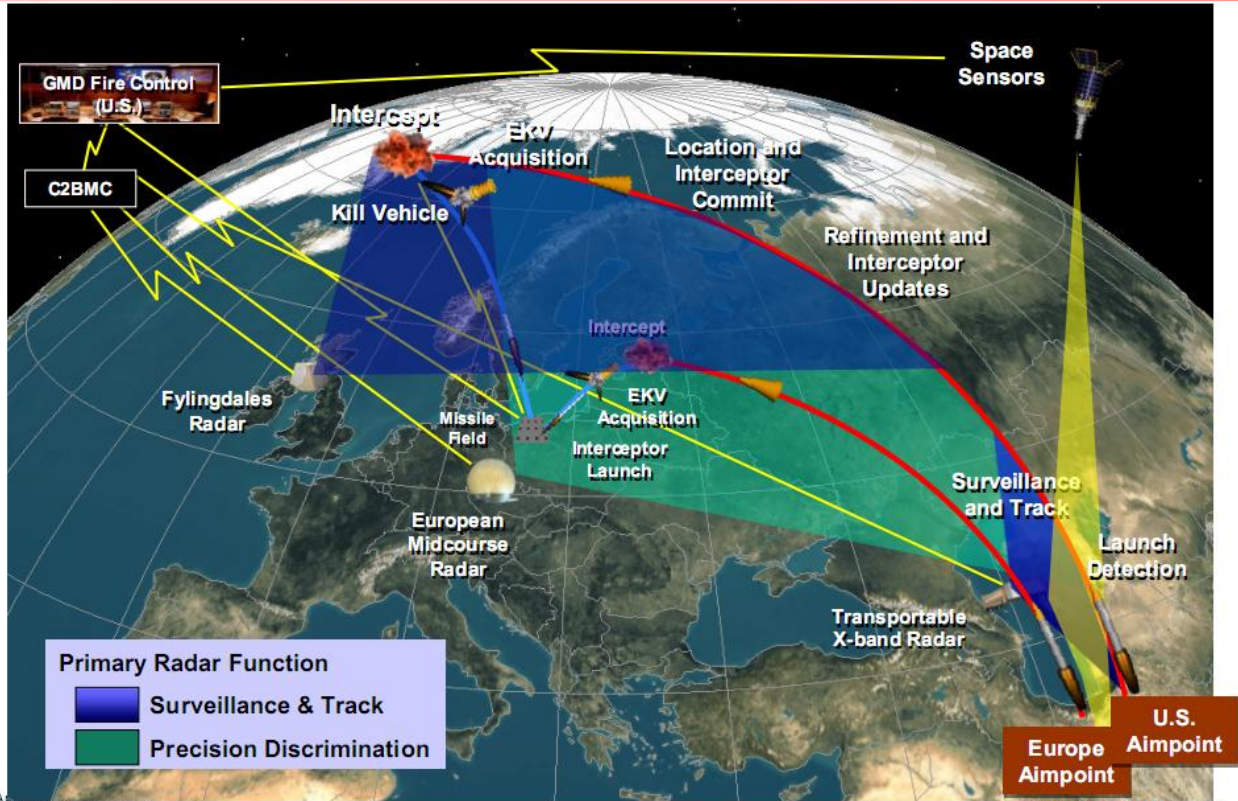 Space
Sensors
GMD Fire Control
(U.S.)
Intercept
EKV
Acquisition
Location and
Interceptor
Commit
C2BMC
Kill Vehicle
Refinement and
Interceptor
Updates
Intercept
Fylingdales
Radar
Missile
Field
EKV
Acquisition
Interceptor
Launch
Surveillance
and Track
European
Midcourse
Radar
Launch
Detection
Transportable
X-band Radar
Primary Radar Function
Surveillance & Track
Precision Discrimination
Europe
Aimpoint
U.S.
Aimpoint